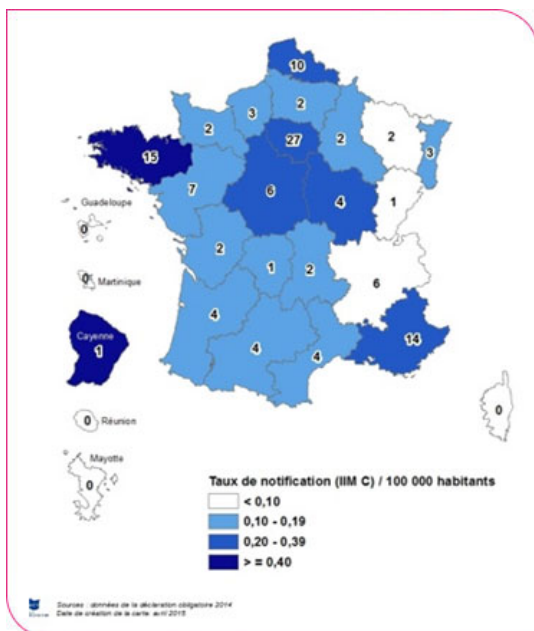 10
2
3
2
27
2
2
3
15
7
6
4
1
Guadeloupe
0
2
1
2
6
0
Martinique
4
4
4
14
Cayenne
1
0
0
Réunion
Mayotte
0
Taux de notification (IIM C) / 100 000 habitants
< 0,10
0,10 - 0,19
0,20 - 0,39
> = 0,40
Sources : données de la déclaration obligatoire 2014
Date de création de la carte: avril 2015